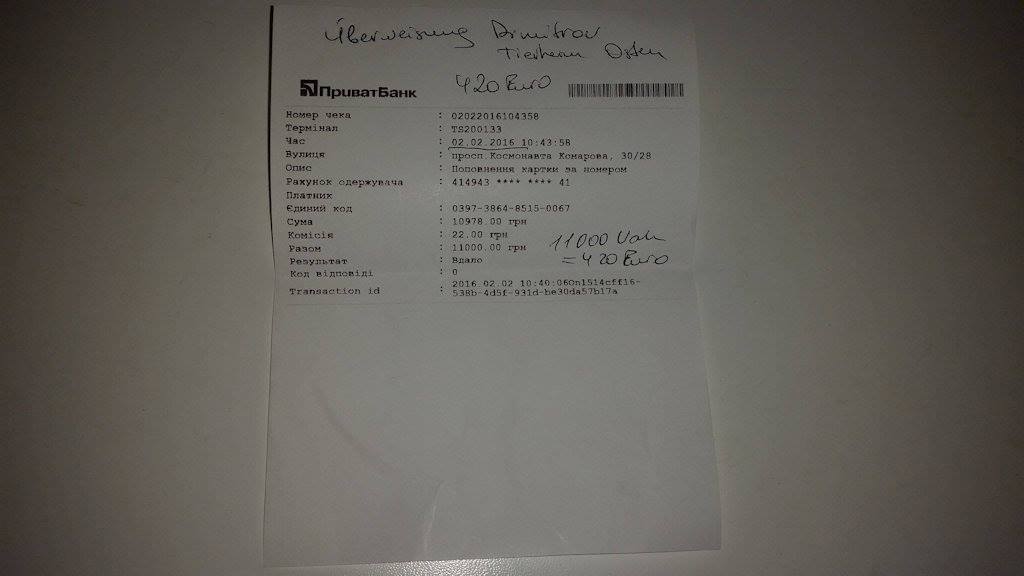 Überweisung Dimitrov
Tierheim Osten
420 Euro
ПриватБанк
Номер чека : 02022016104358
Термінал : TS200133
Час : 02.02.2016 10:43:58
Вулиця : просп.Космонавта Комарова, 30/28
Опис : Поповнення картки за номером
Рахунок одержувача : 414943 **** **** 41
Платник
Єдиний код : 0397-3864-8515-0067
Сума : 10978.00 грн
Комісія : 22.00 грн
Разом : 11000.00 грн
11000 Uah
= 420 Euro
Результат : Вдало
Код відповіді : 0
Transaction id : 2016.02.02 10:40:06On1514cff16-
538b-4d5f-931d-be30da57b17a